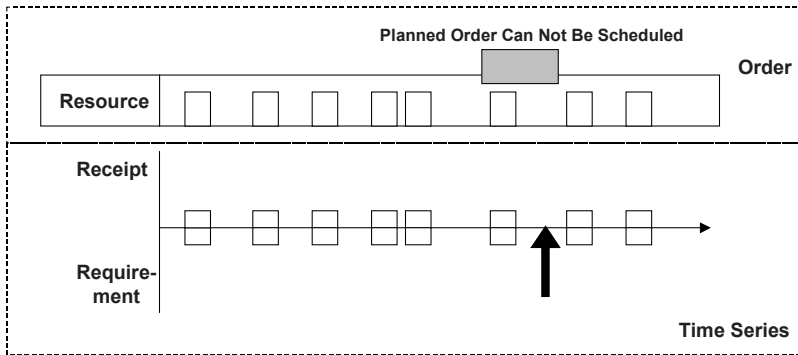 Planned Order Can Not Be Scheduled
Order
Resource
Receipt
Require-
ment
Time Series